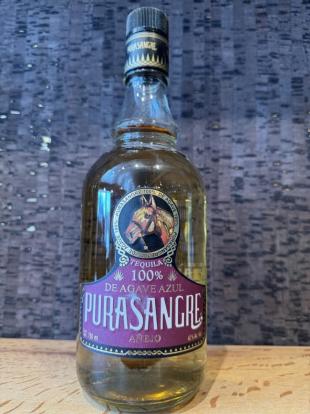 PURASANGRE
TEQUILA
100%
DE AGAVE AZUL
PURASANGRE
AÑEJO